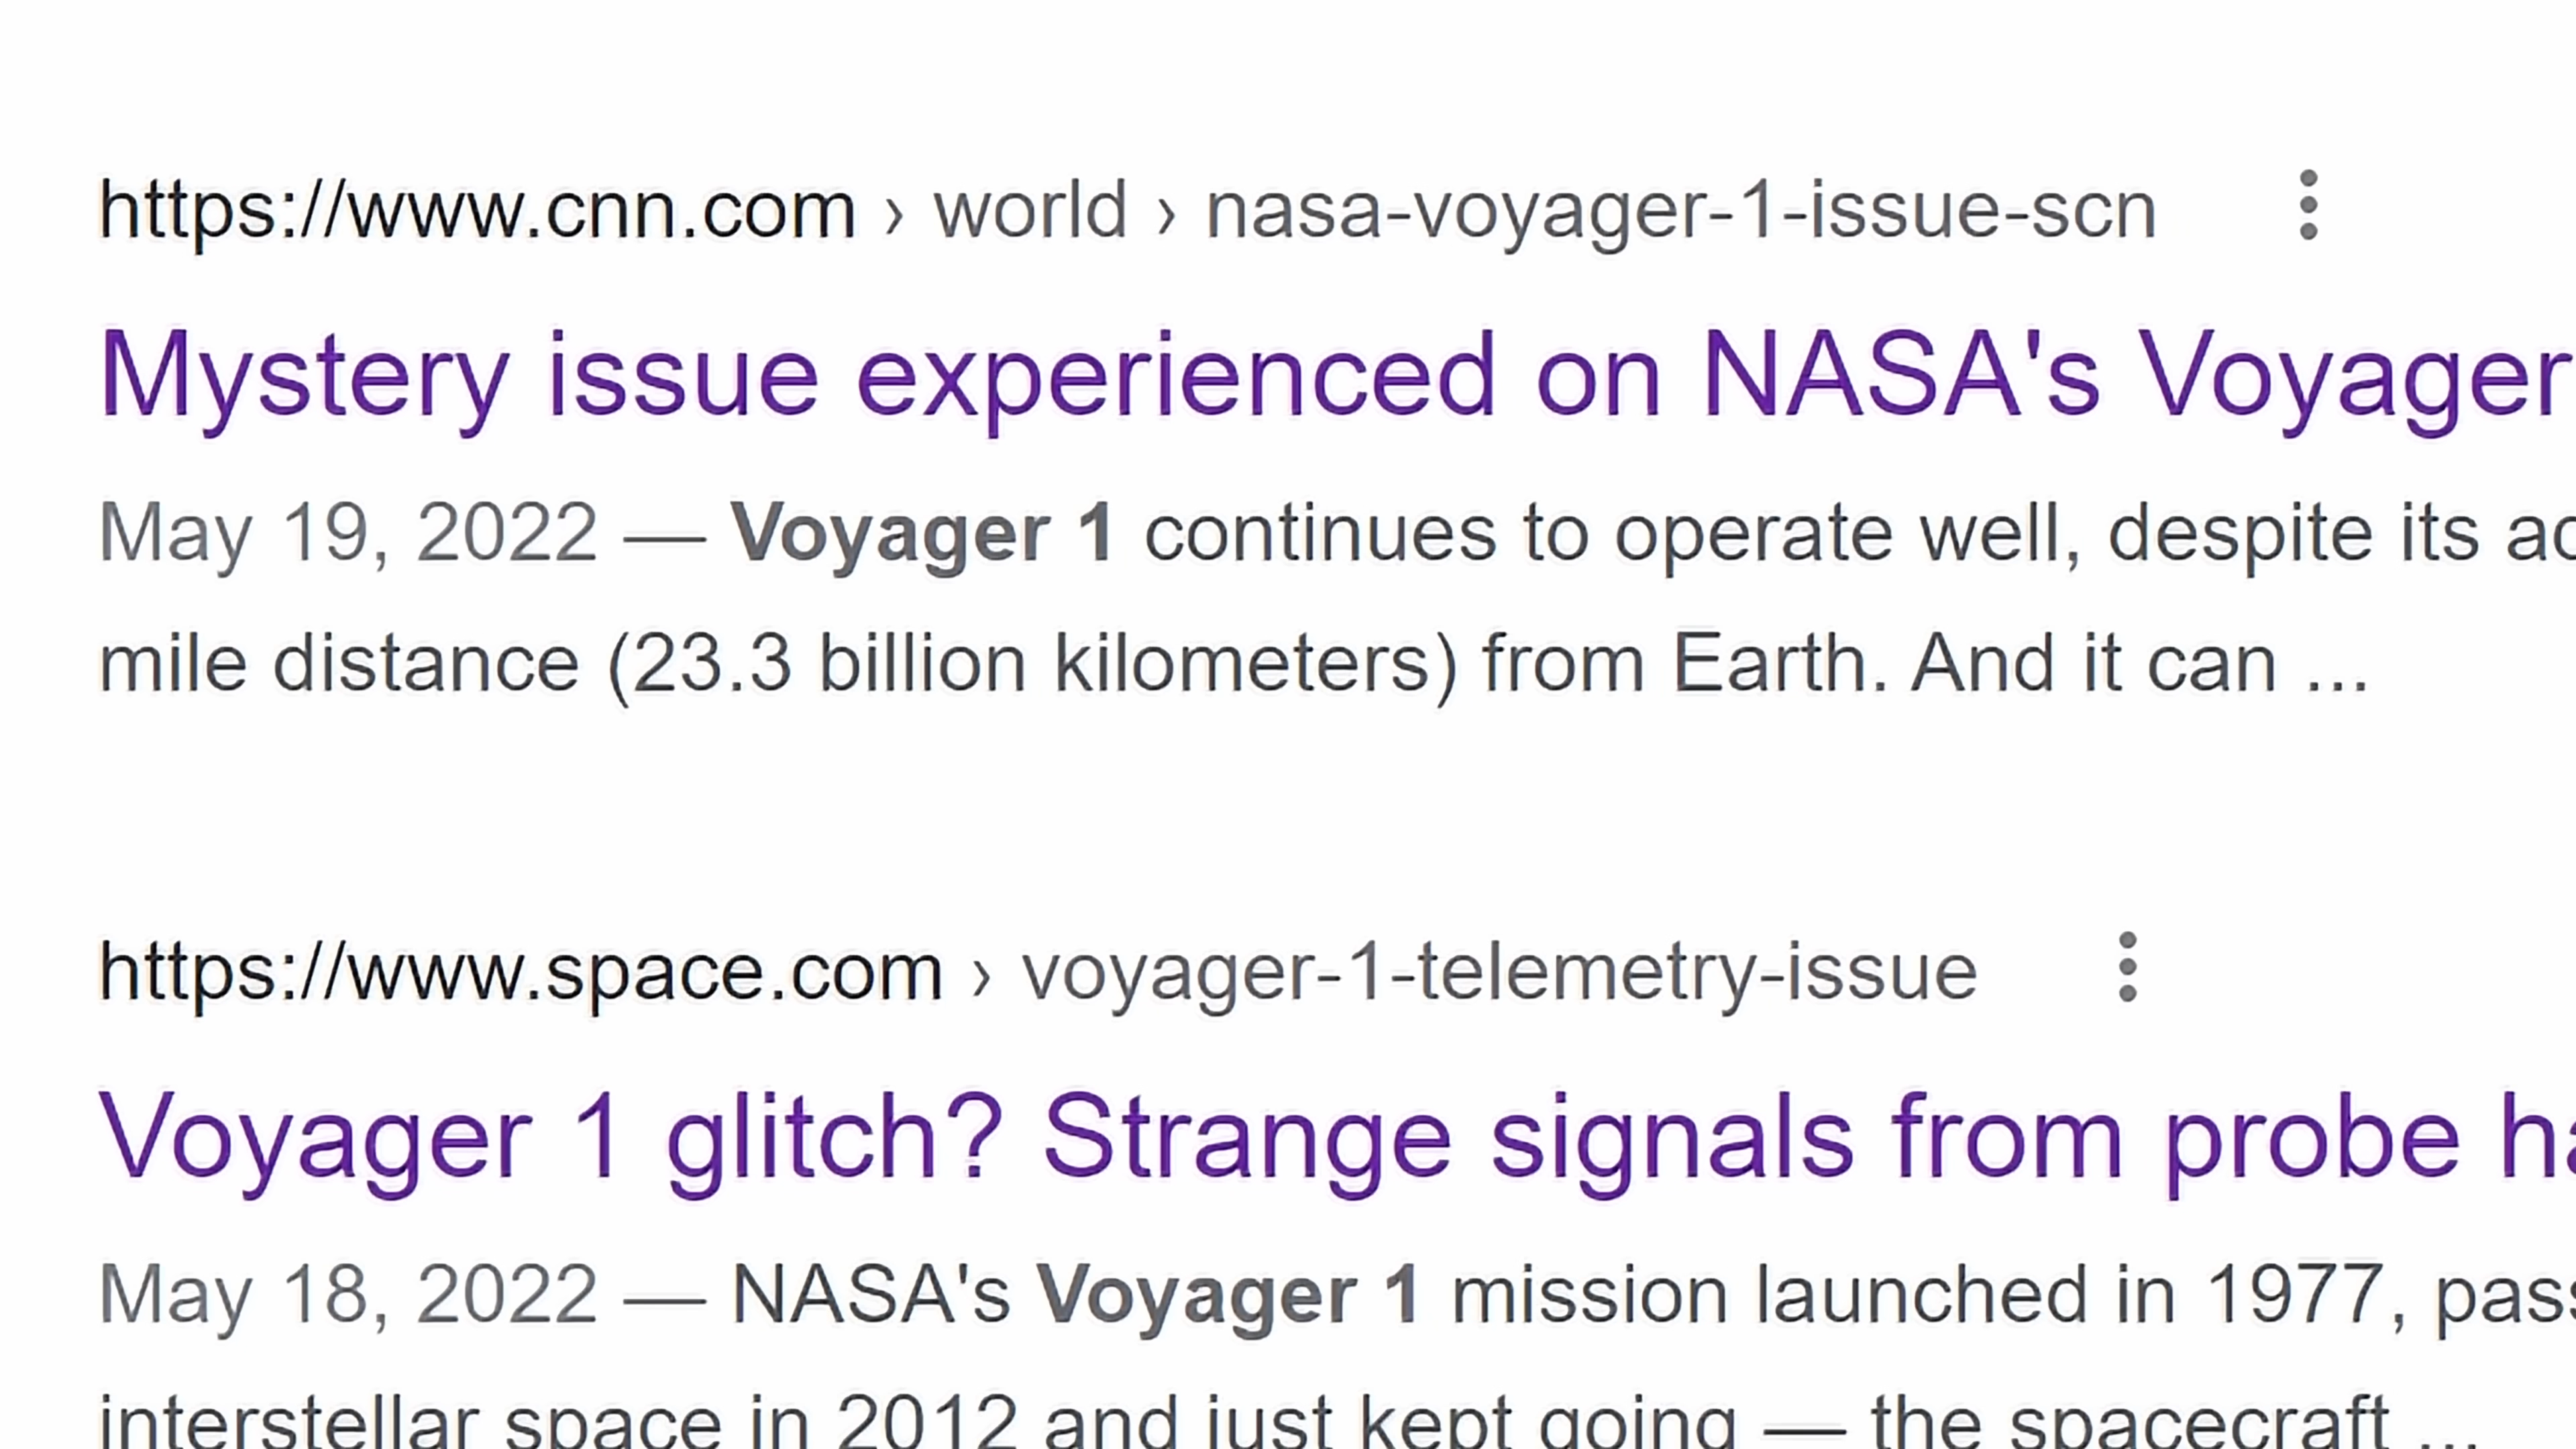 https://www.cnn.com › world › nasa-voyager-1-issue-scn
Mystery issue experienced on NASA's Voyager
May 19, 2022 — Voyager 1 continues to operate well, despite its
mile distance (23.3 billion kilometers) from Earth. And it can ...
https://www.space.com › voyager-1-telemetry-issue
Voyager 1 glitch? Strange signals from probe
May 18, 2022 — NASA's Voyager 1 mission launched in 1977,
interstellar space in 2012 and just kept going — the spacecraft ...